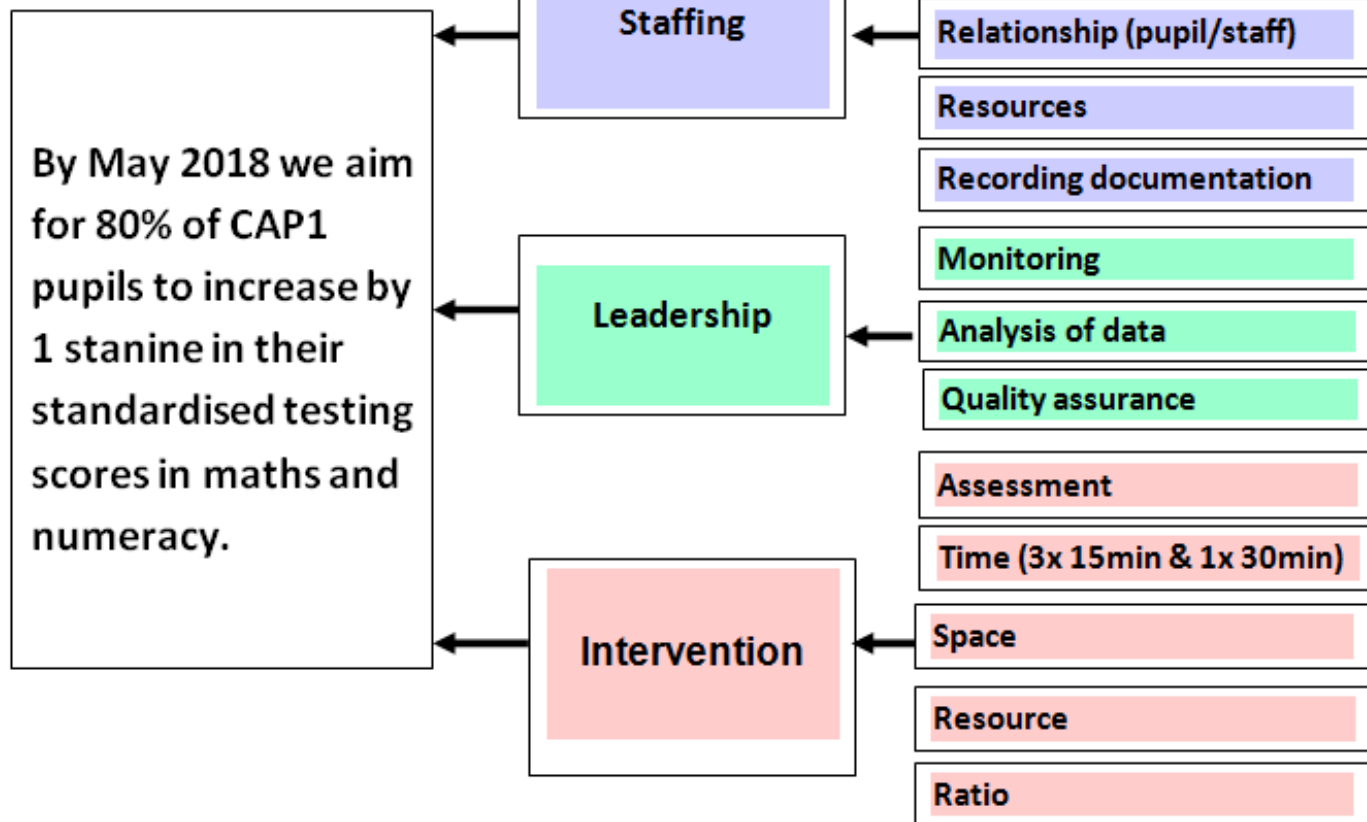 By May 2018 we aim
for 80% of CAP1
pupils to increase by
1 stanine in their
standardised testing
scores in maths and
numeracy.
Staffing
Leadership
Intervention
Relationship (pupil/staff)
Resources
Recording documentation
Monitoring
Analysis of data
Quality assurance
Assessment
Time (3x 15min & 1x 30min)
Space
Resource
Ratio